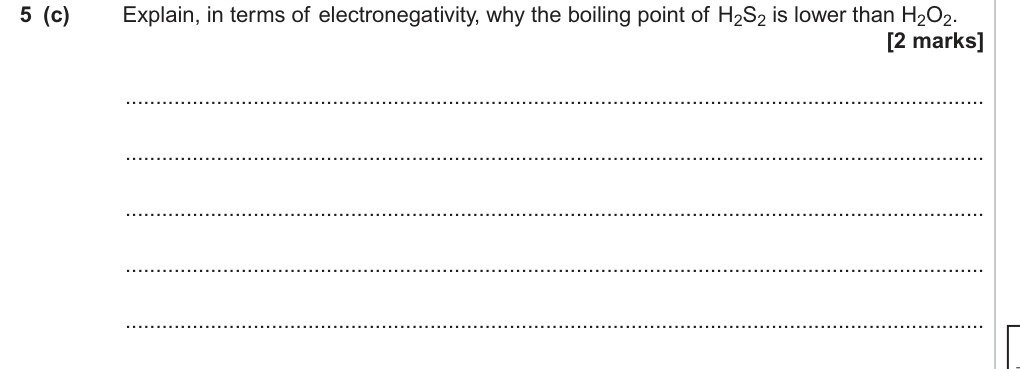 5 (c) Explain, in terms of electronegativity, why the boiling point of H₂S₂ is lower than H₂O₂.
[2 marks]